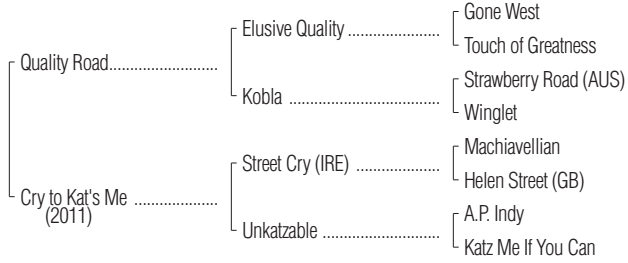 Gone West
Elusive Quality
Touch of Greatness
Quality Road
Strawberry Road (AUS)
Kobla
Winglet
Machiavellian
Street Cry (IRE)
Helen Street (GB)
Cry to Kat's Me
(2011)
A.P. Indy
Unkatzable
Katz Me If You Can